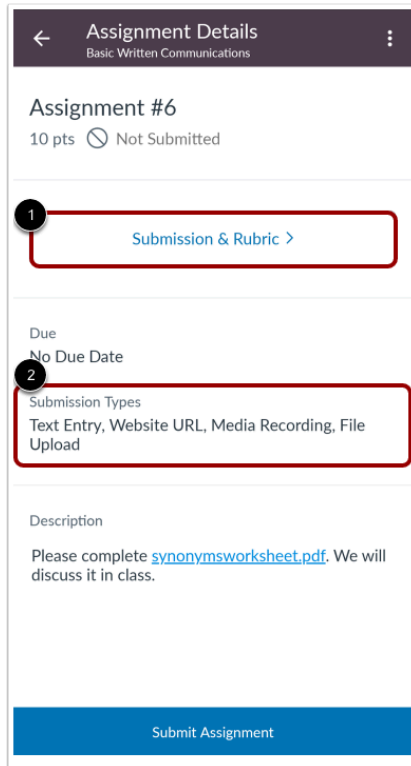 Assignment Details
Basic Written Communications
Assignment #6
10 pts Not Submitted
1
Submission & Rubric >
Due
No Due Date
2
Submission Types
Text Entry, Website URL, Media Recording, File
Upload
Description
Please complete synonymsworksheet.pdf. We will
discuss it in class.
Submit Assignment